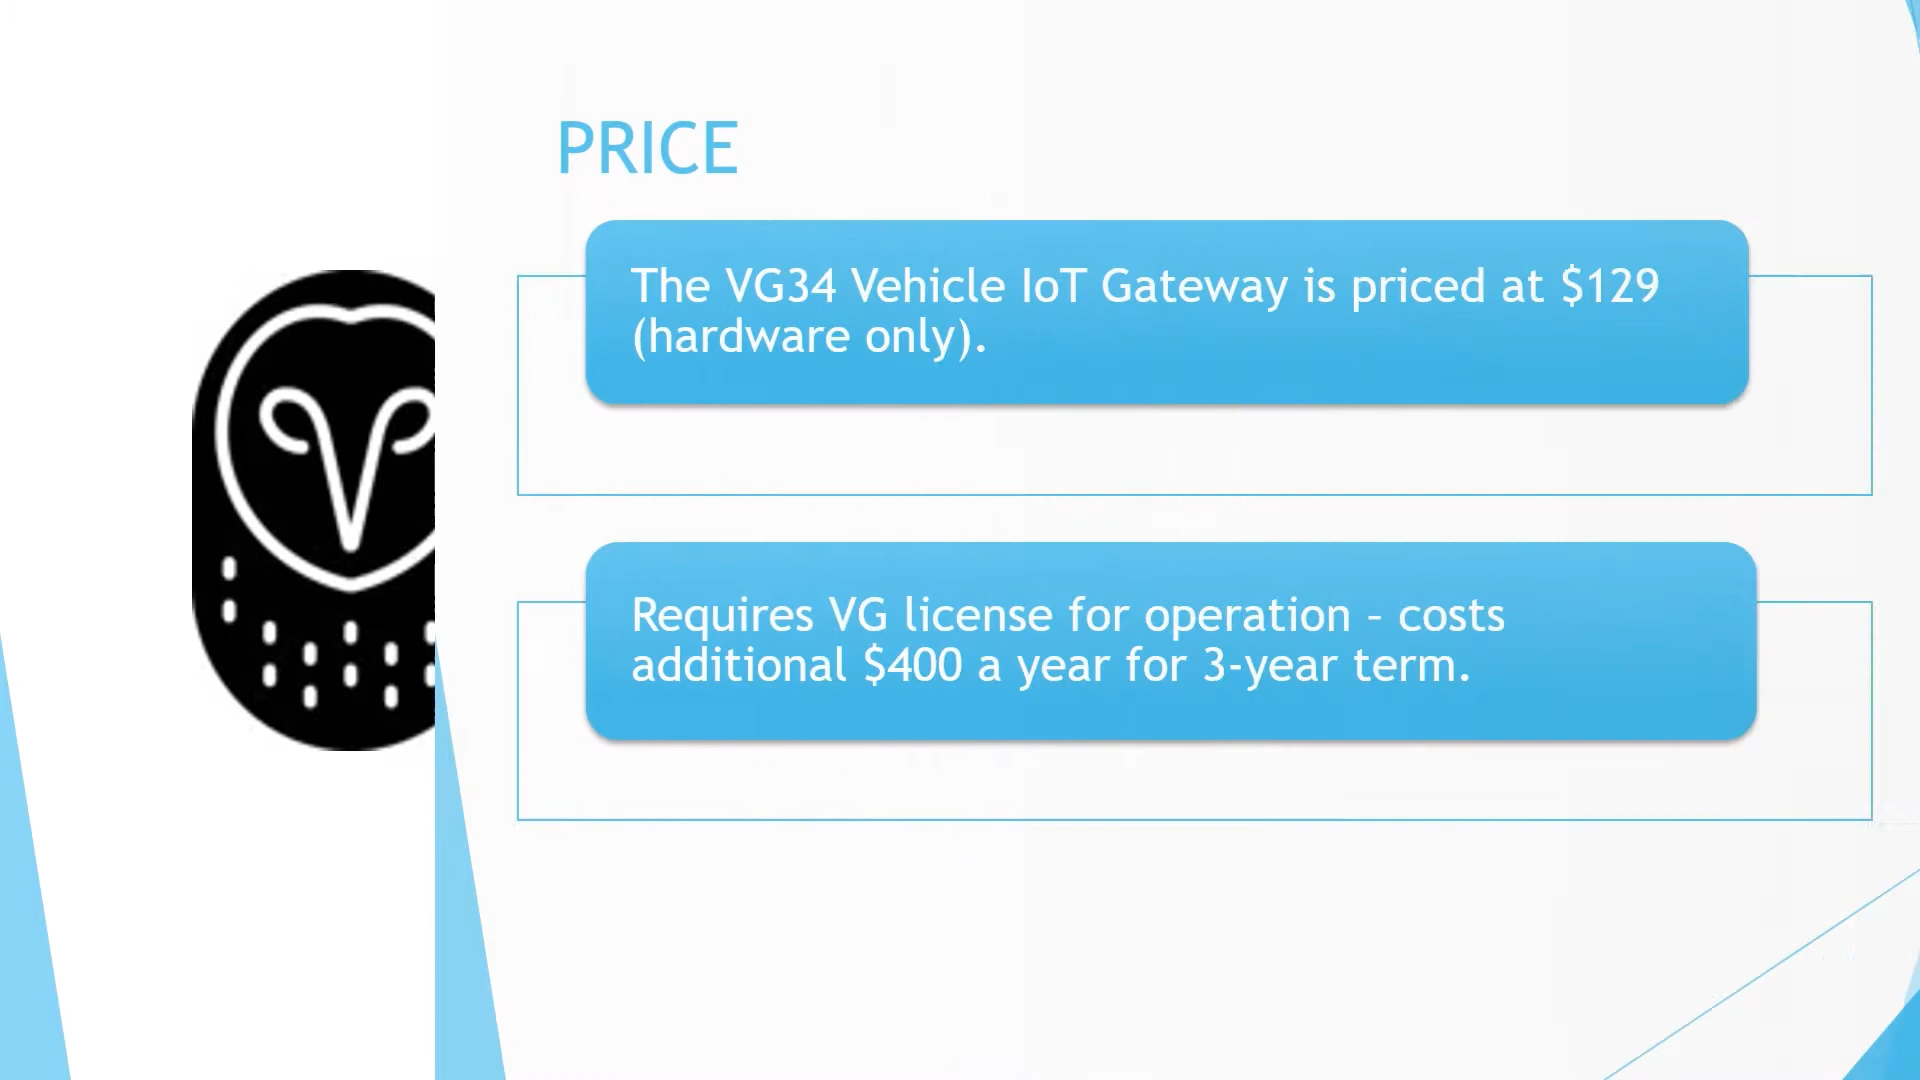 PRICE
The VG34 Vehicle IoT Gateway is priced at $129
(hardware only).
Requires VG license for operation – costs
additional $400 a year for 3-year term.